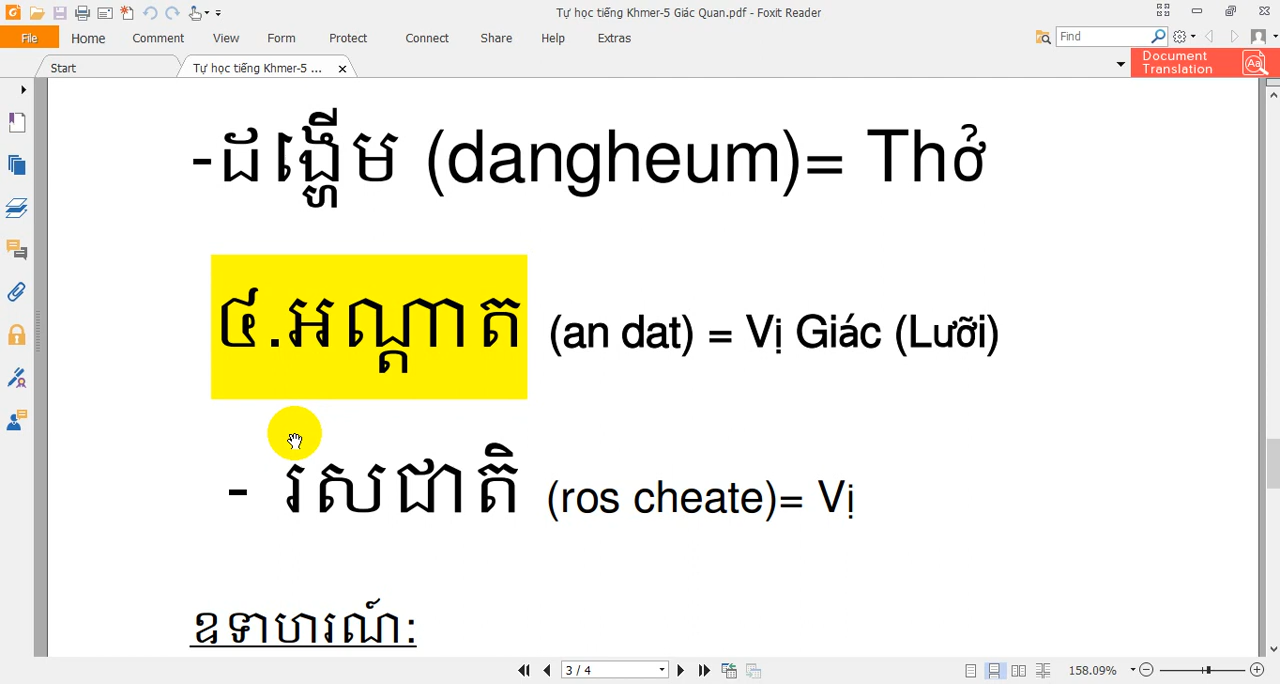 Tự học tiếng Khmer-5 Giác Quan.pdf - Foxit Reader
File Home Comment View Form Protect Connect Share Help Extras Find
Start Tự học tiếng Khmer-5 ... Document Translation
-ដង្ហើម (dangheum)= Thở
៤.អណ្តាត (an dat) = Vị Giác (Lưỡi)
- រសជាតិ (ros cheate)= Vị
ឧទាហរណ៍:
3 / 4 158.09%